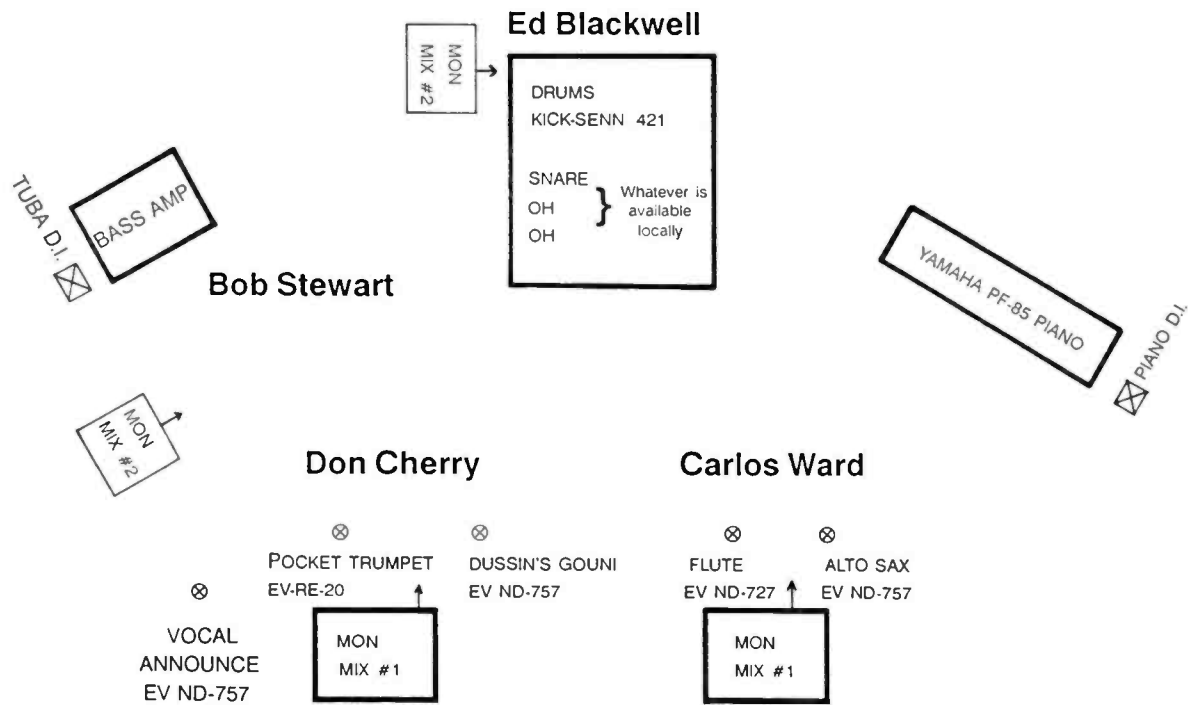 Ed Blackwell
MON
MIX #2
DRUMS
KICK-SENN 421
SNARE
OH
OH
} Whatever is
available
locally
TUBA D.I.
BASS AMP
Bob Stewart
YAMAHA PF-85 PIANO
PIANO D.I.
MON
MIX #2
Don Cherry
Carlos Ward
POCKET TRUMPET
EV-RE-20
DUSSIN'S GOUNI
EV ND-757
FLUTE
EV ND-727
ALTO SAX
EV ND-757
VOCAL
ANNOUNCE
EV ND-757
MON
MIX #1
MON
MIX #1